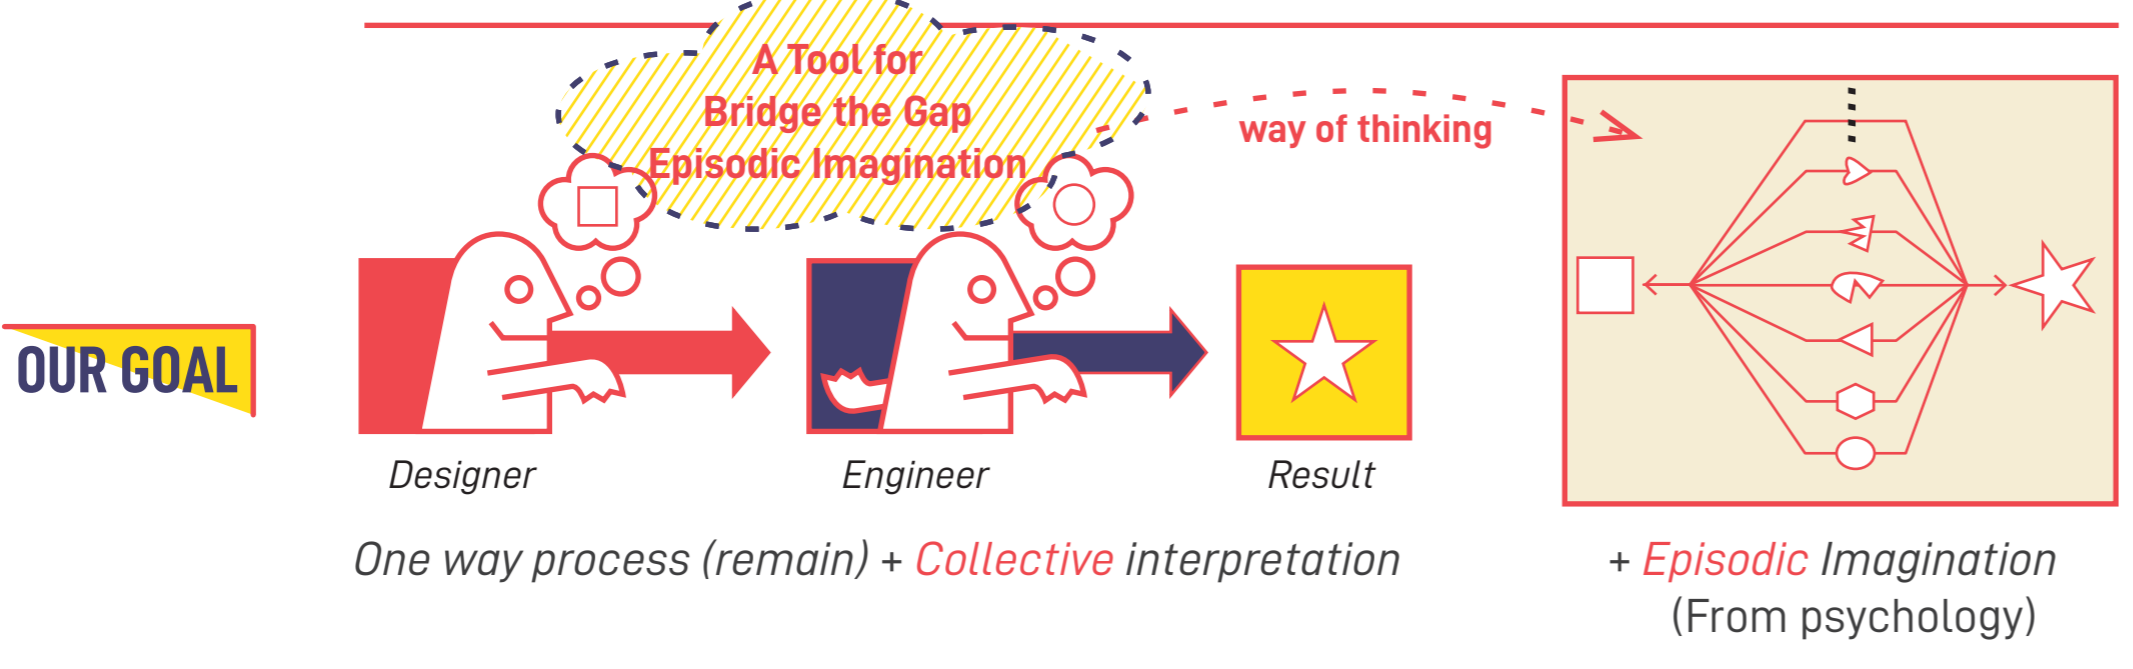 A Tool for
Bridge the Gap
Episodic Imagination
way of thinking
OUR GOAL
Designer
Engineer
Result
One way process (remain) + Collective interpretation
+ Episodic Imagination
(From psychology)